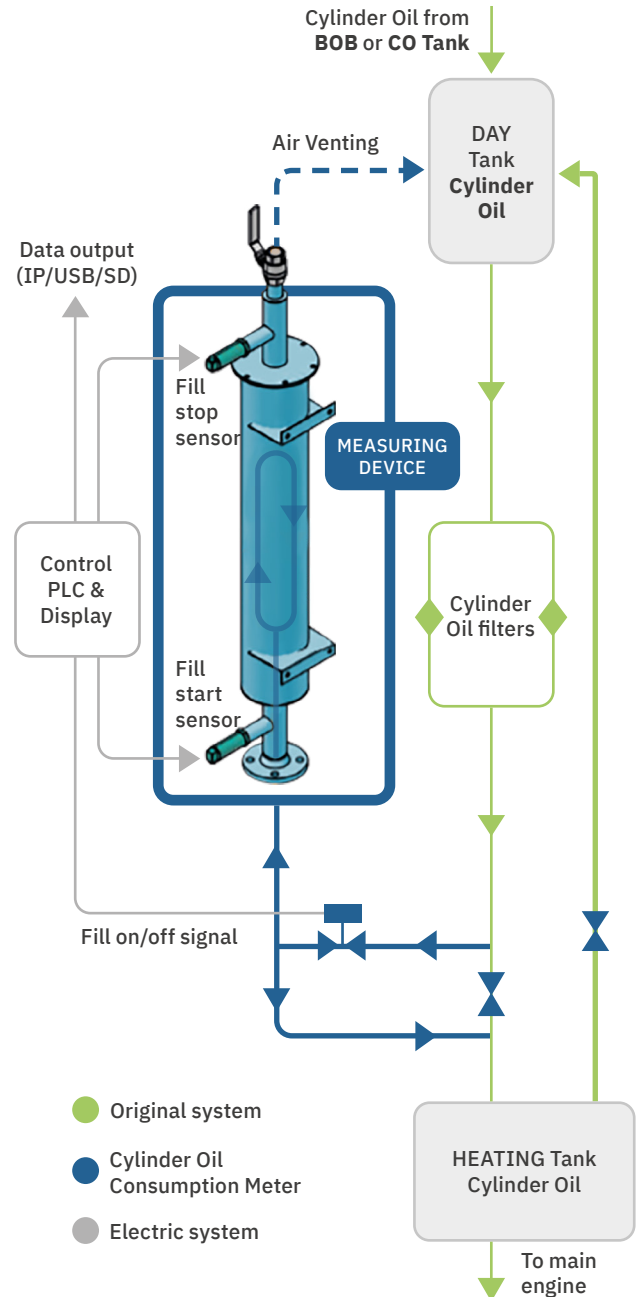 Cylinder Oil from
BOB or CO Tank
DAY
Tank
Cylinder
Oil
Air Venting
Data output
(IP/USB/SD)
Fill
stop
sensor
MEASURING
DEVICE
Control
PLC &
Display
Cylinder
Oil filters
Fill
start
sensor
Fill on/off signal
Original system
Cylinder Oil
Consumption Meter
Electric system
HEATING Tank
Cylinder Oil
To main
engine